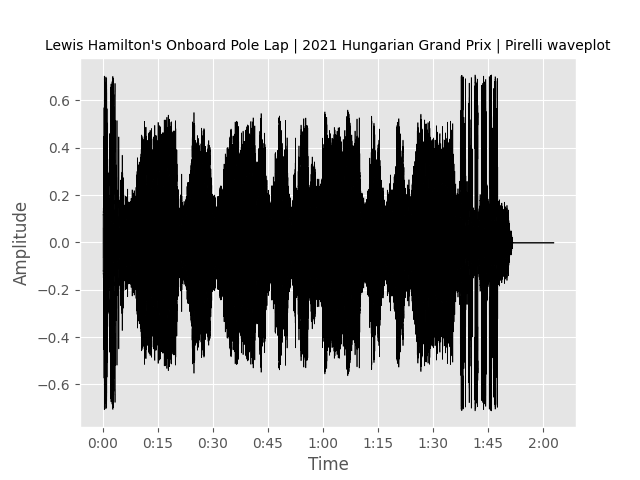 Lewis Hamilton's Onboard Pole Lap | 2021 Hungarian Grand Prix | Pirelli waveplot
0.6
0.4
0.2
0.0
−0.2
−0.4
−0.6
Amplitude
0:00 0:15 0:30 0:45 1:00 1:15 1:30 1:45 2:00
Time